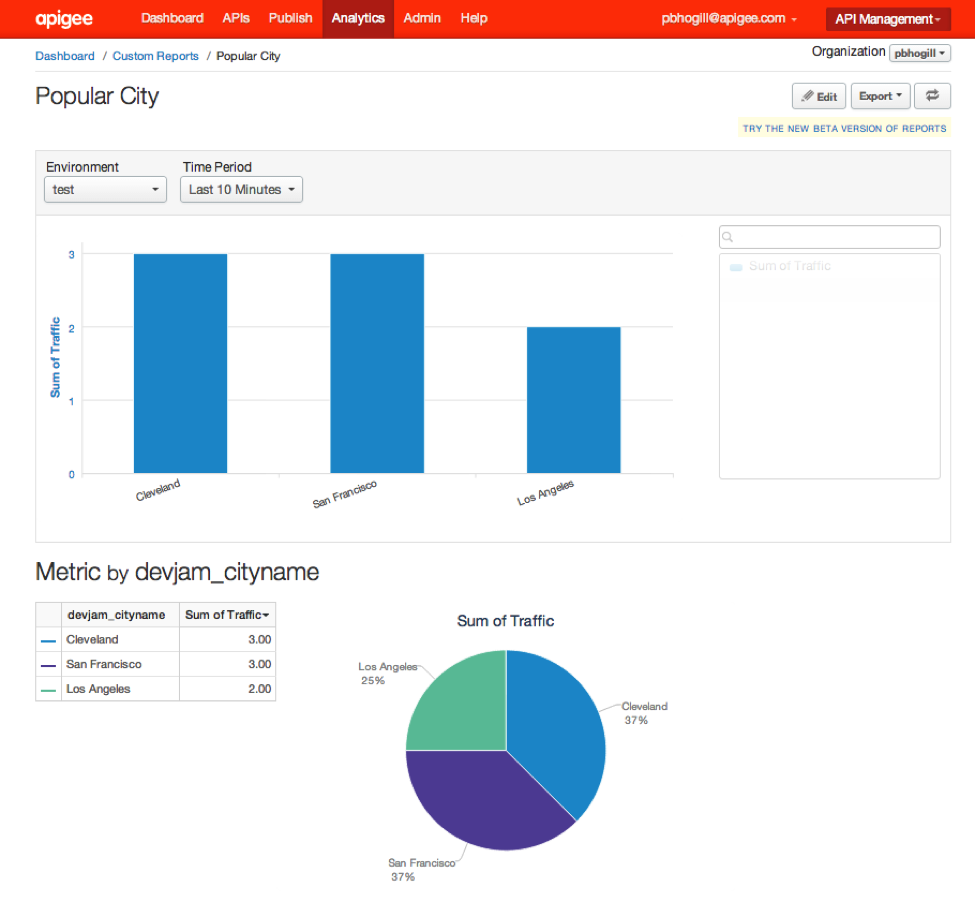 apigee Dashboard APIs Publish Analytics Admin Help pbhogill@apigee.com API Management
Dashboard / Custom Reports / Popular City Organization pbhogill
Popular City Edit Export
TRY THE NEW BETA VERSION OF REPORTS
Environment Time Period
test Last 10 Minutes
Sum of Traffic
3
2
1
0
Sum of Traffic
Cleveland San Francisco Los Angeles
Metric by devjam_cityname
devjam_cityname Sum of Traffic
Cleveland 3.00
San Francisco 3.00
Los Angeles 2.00
Sum of Traffic
Los Angeles
25%
Cleveland
37%
San Francisco
37%